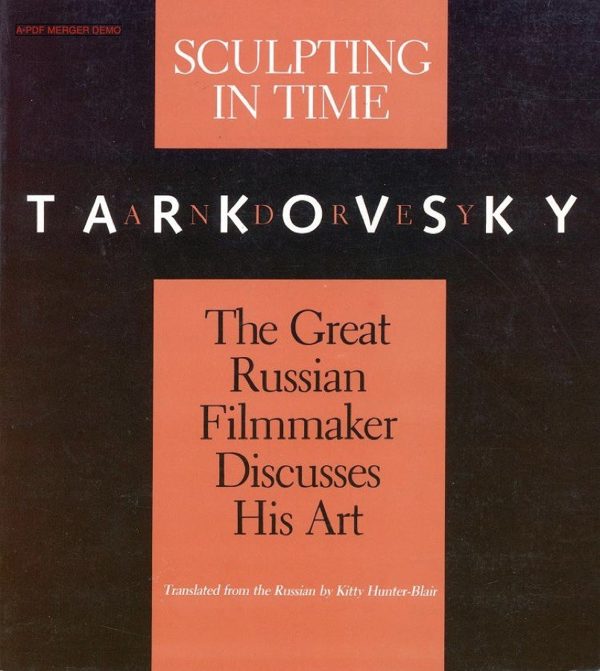 A-PDF MERGER DEMO
SCULPTING
IN TIME
TARKOVSKY
ANDREY
The Great
Russian
Filmmaker
Discusses
His Art
Translated from the Russian by Kitty Hunter-Blair